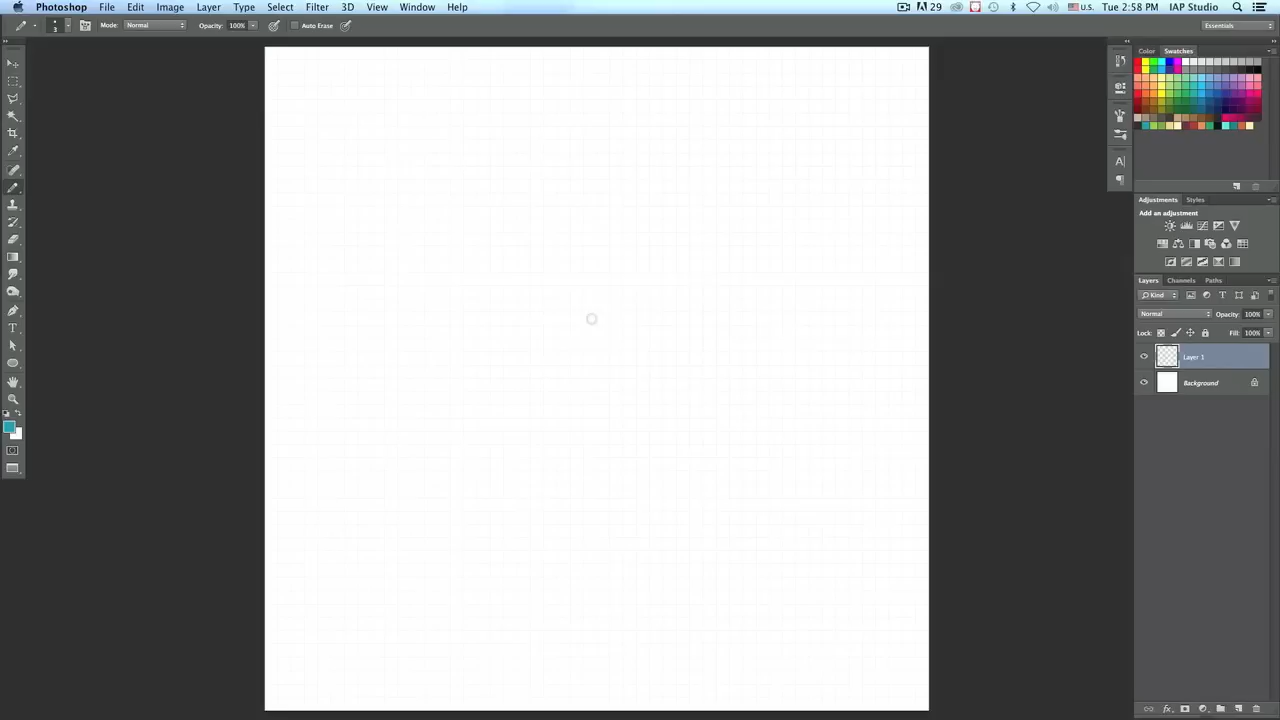 Photoshop File Edit Image Layer Type Select Filter 3D View Window Help 29 U.S. Tue 2:58 PM IAP Studio
3 Mode: Normal Opacity: 100% Auto Erase Essentials
Color Swatches
Adjustments Styles
Add an adjustment
Layers Channels Paths
Kind
Normal Opacity: 100%
Lock: Fill: 100%
Layer 1
Background